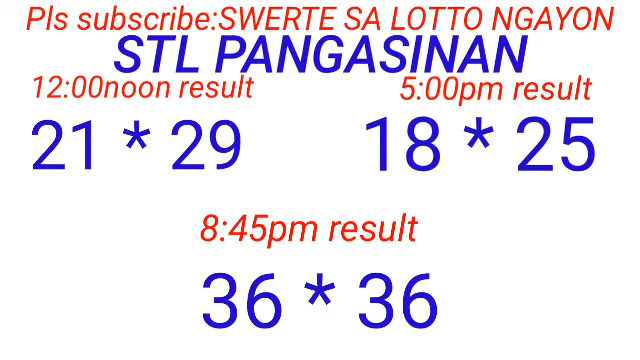 Pls subscribe:SWERTE SA LOTTO NGAYON
STL PANGASINAN
12:00noon result
21 * 29
5:00pm result
18 * 25
8:45pm result
36 * 36